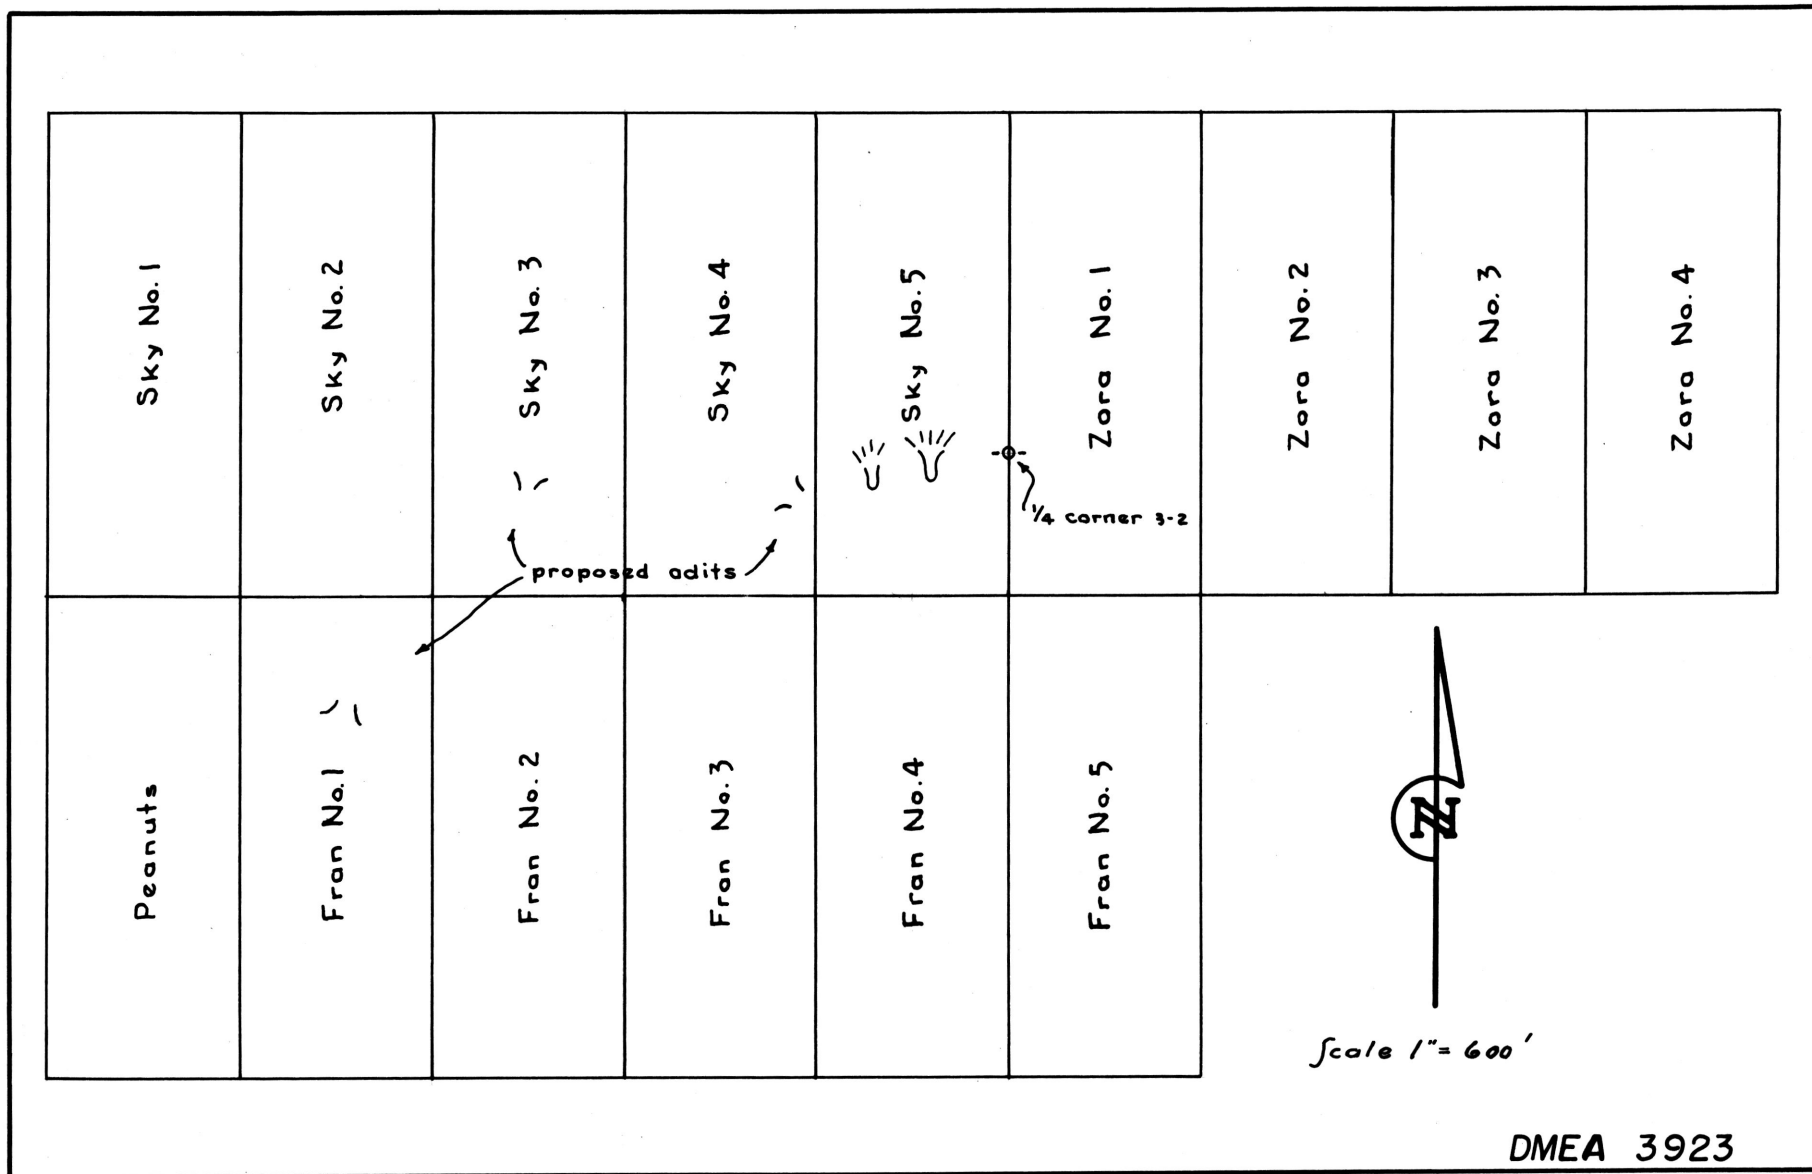 Sky No. 1
Sky No. 2
Sky No. 3
Sky No. 4
Sky No. 5
Zora No. 1
Zora No. 2
Zora No. 3
Zora No. 4
1/4 corner 3-2
proposed adits
Peanuts
Fran No. 1
Fran No. 2
Fran No. 3
Fran No. 4
Fran No. 5
N
Scale 1" = 600'
DMEA 3923